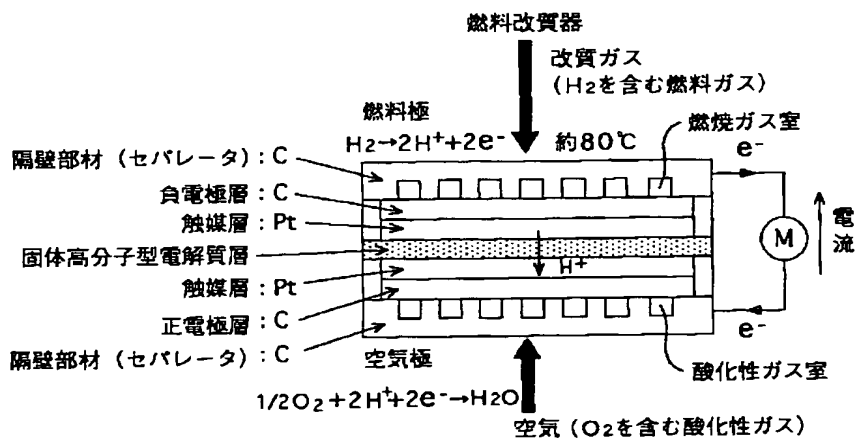 燃料改質器
改質ガス
(H2を含む燃料ガス)
燃料極
H2→2H++2e-
約80℃
燃焼ガス室
隔壁部材(セパレータ):C
負電極層:C
触媒層:Pt
固体高分子型電解質層
触媒層:Pt
正電極層:C
隔壁部材(セパレータ):C
H+
e-
M
電流
e-
空気極
酸化性ガス室
1/2O2+2H++2e-→H2O
空気(O2を含む酸化性ガス)